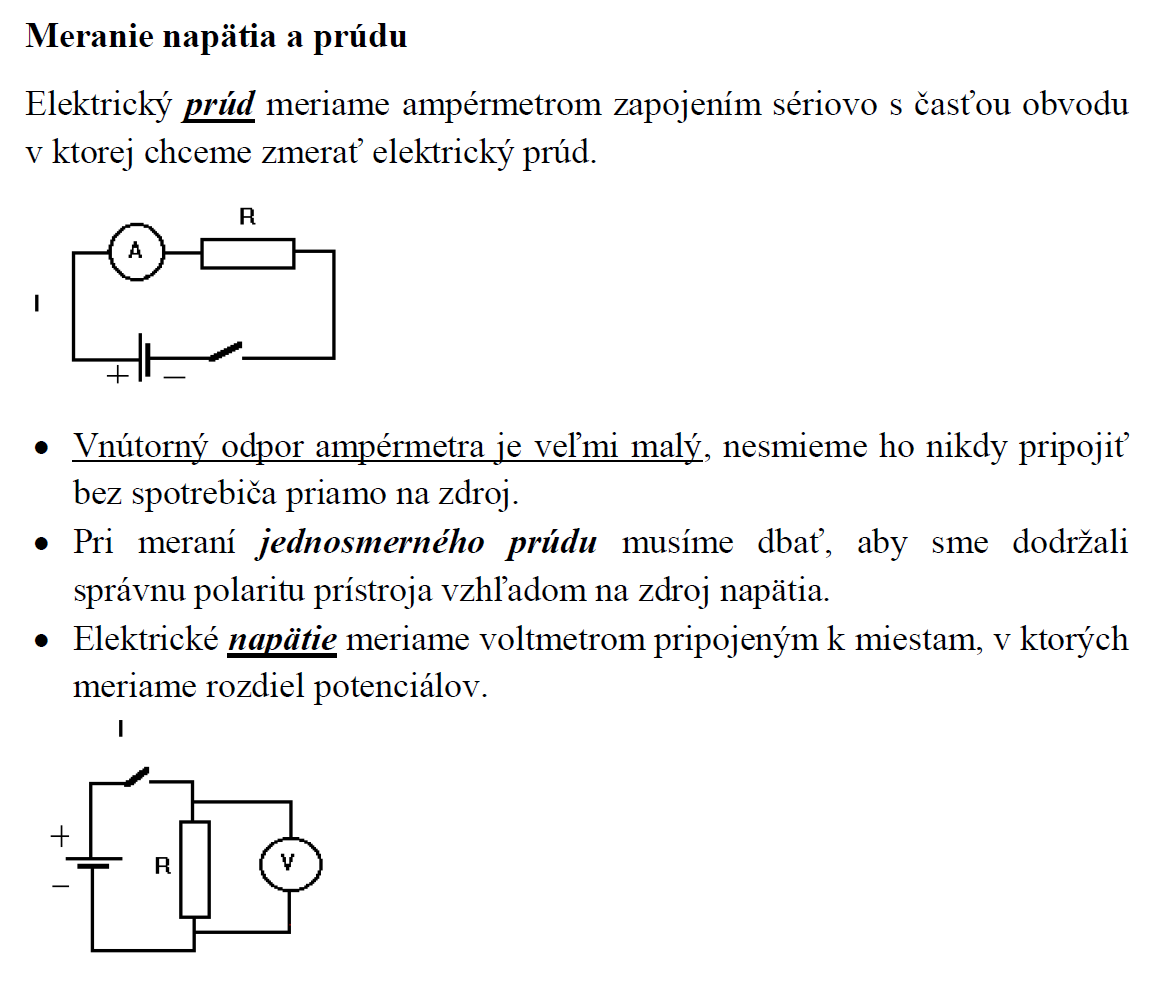 Meranie napätia a prúdu
Elektrický prúd meriame ampérmetrom zapojením sériovo s časťou obvodu
v ktorej chceme zmerať elektrický prúd.
R
A
I
+ −
• Vnútorný odpor ampérmetra je veľmi malý, nesmieme ho nikdy pripojiť
bez spotrebiča priamo na zdroj.
• Pri meraní jednosmerného prúdu musíme dbať, aby sme dodržali
správnu polaritu prístroja vzhľadom na zdroj napätia.
• Elektrické napätie meriame voltmetrom pripojeným k miestam, v ktorých
meriame rozdiel potenciálov.
I
+
R V
−